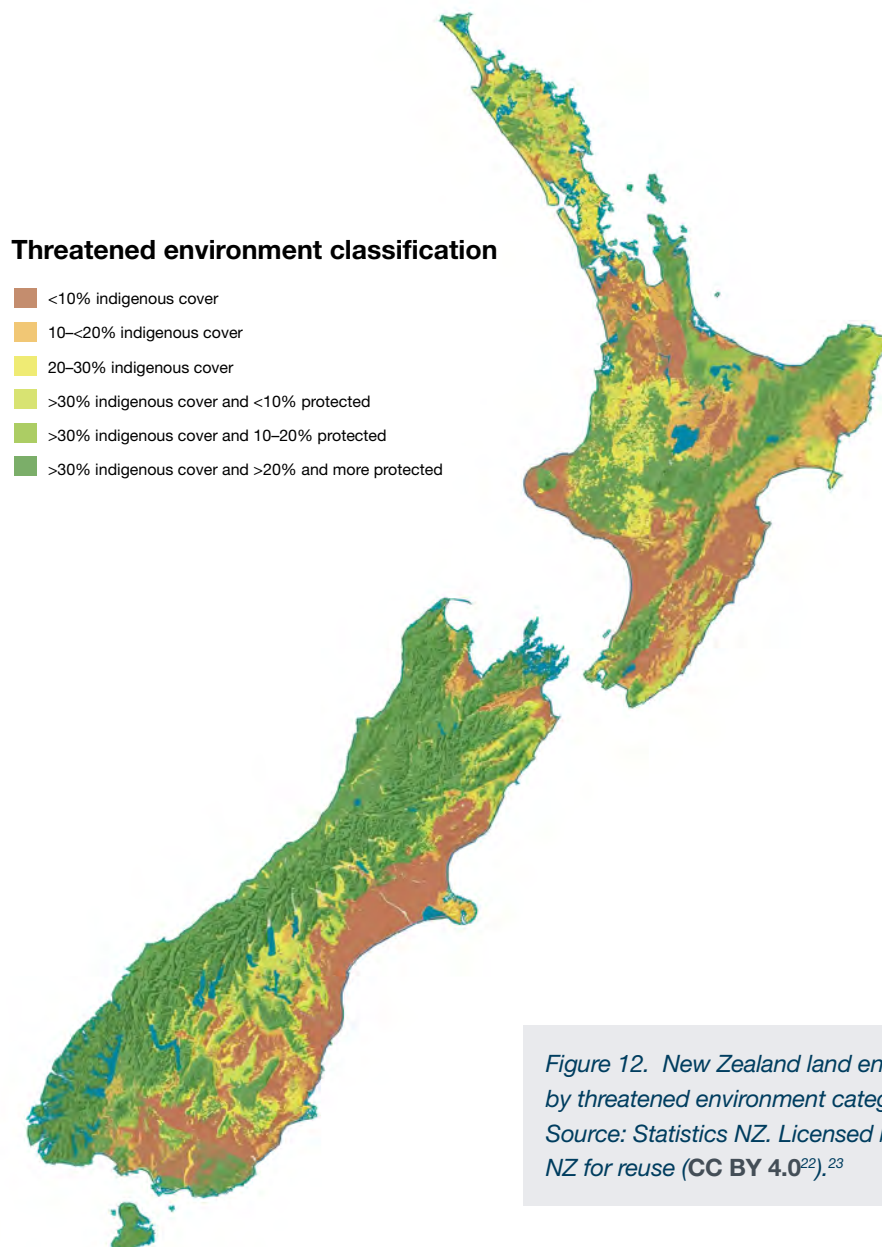 Threatened environment classification
<10% indigenous cover
10–<20% indigenous cover
20–30% indigenous cover
>30% indigenous cover and <10% protected
>30% indigenous cover and 10–20% protected
>30% indigenous cover and >20% and more protected
Figure 12. New Zealand land en
by threatened environment categ
Source: Statistics NZ. Licensed
NZ for reuse (CC BY 4.0²²).²³